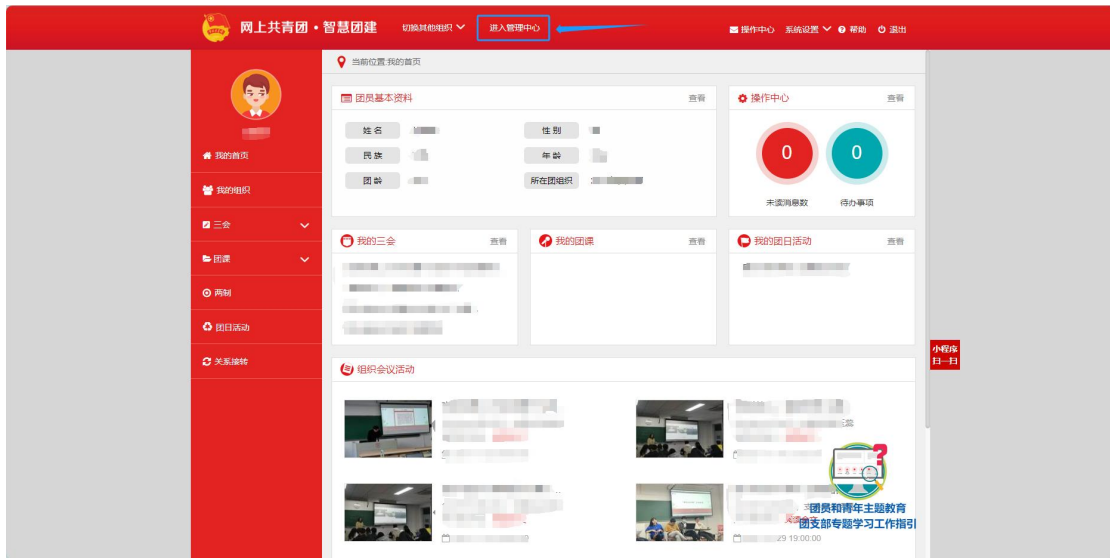 网上共青团·智慧团建
切换其他组织
进入管理中心
操作中心
系统设置
帮助
退出
当前位置:我的首页
我的首页
我的组织
三会
团课
两制
团日活动
关系接转
团员基本资料
查看
姓名
性别
民族
年龄
团龄
所在团组织
操作中心
查看
0
0
未读消息数
待办事项
我的三会
查看
我的团课
查看
我的团日活动
查看
小程序
扫一扫
组织会议活动
团员和青年主题教育
团支部专题学习工作指引
29 19:00:00